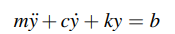 mÿ + cẏ + ky = b